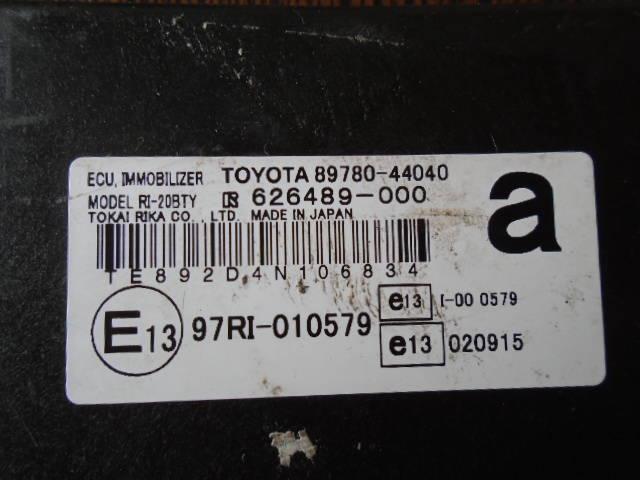 ECU, IMMOBILIZER TOYOTA 89780-44040
MODEL RI-20BTY R 626489-000
TOKAI RIKA CO., LTD. MADE IN JAPAN
a
TE892D4N106834
E13 97RI-010579
e13 I-00 0579
e13 020915